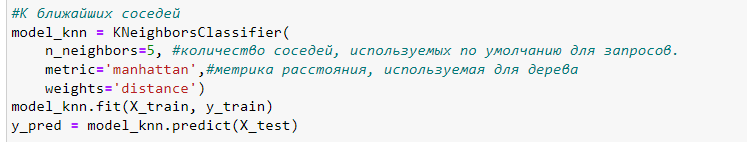 #К ближайших соседей
model_knn = KNeighborsClassifier(
    n_neighbors=5, #количество соседей, используемых по умолчанию для запросов.
    metric='manhattan',#метрика расстояния, используемая для дерева
    weights='distance')
model_knn.fit(X_train, y_train)
y_pred = model_knn.predict(X_test)